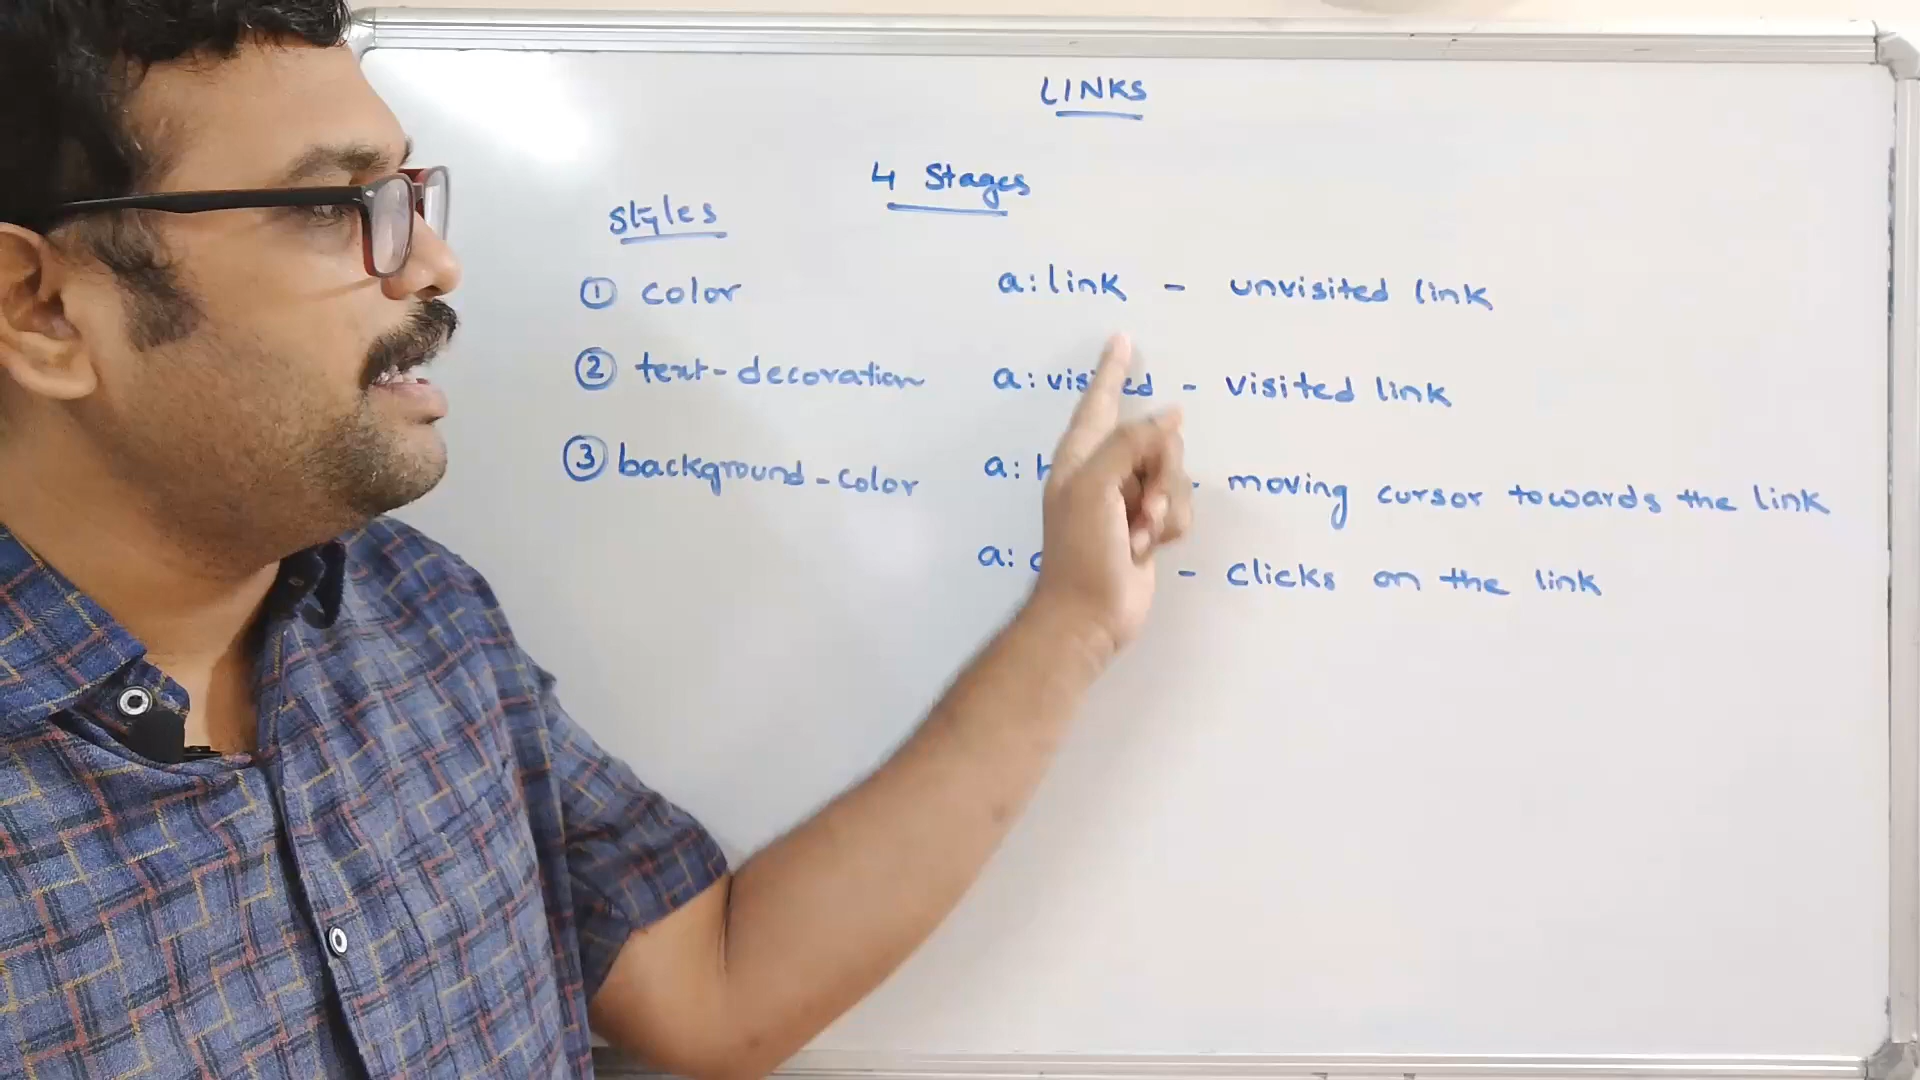 LINKS
4 Stages
Styles
① color
a:link - unvisited link
② text-decoration
a: - visited link
③ background-color
a: - moving cursor towards the link
a: - clicks on the link